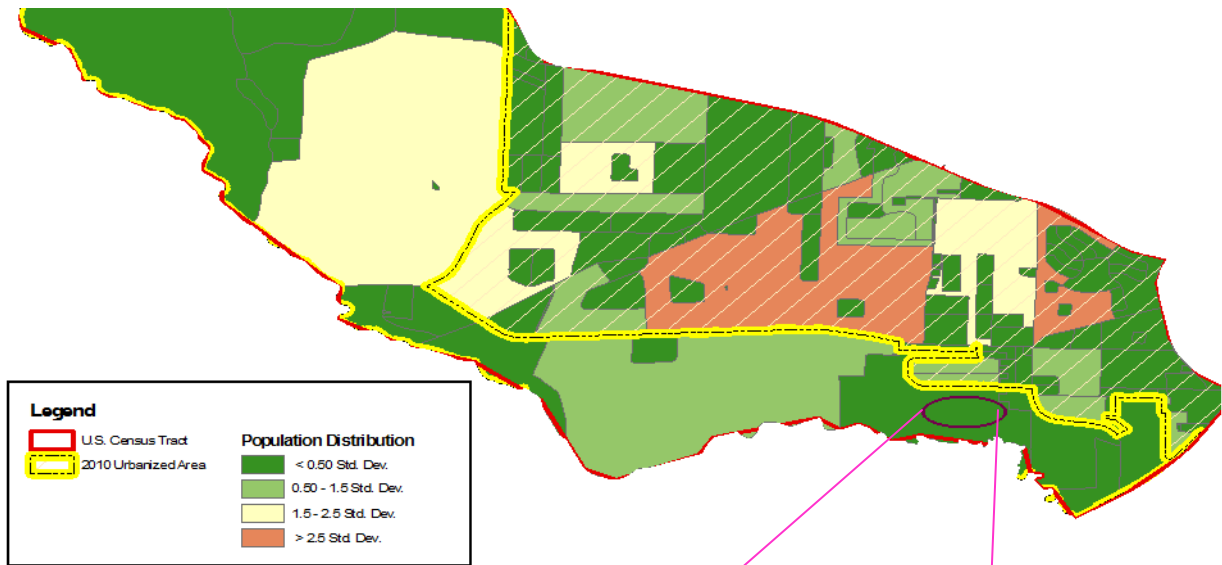 Legend
U.S. Census Tract
2010 Urbanized Area
Population Distribution
< 0.50 Std. Dev.
0.50 - 1.5 Std. Dev.
1.5 - 2.5 Std. Dev.
> 2.5 Std. Dev.